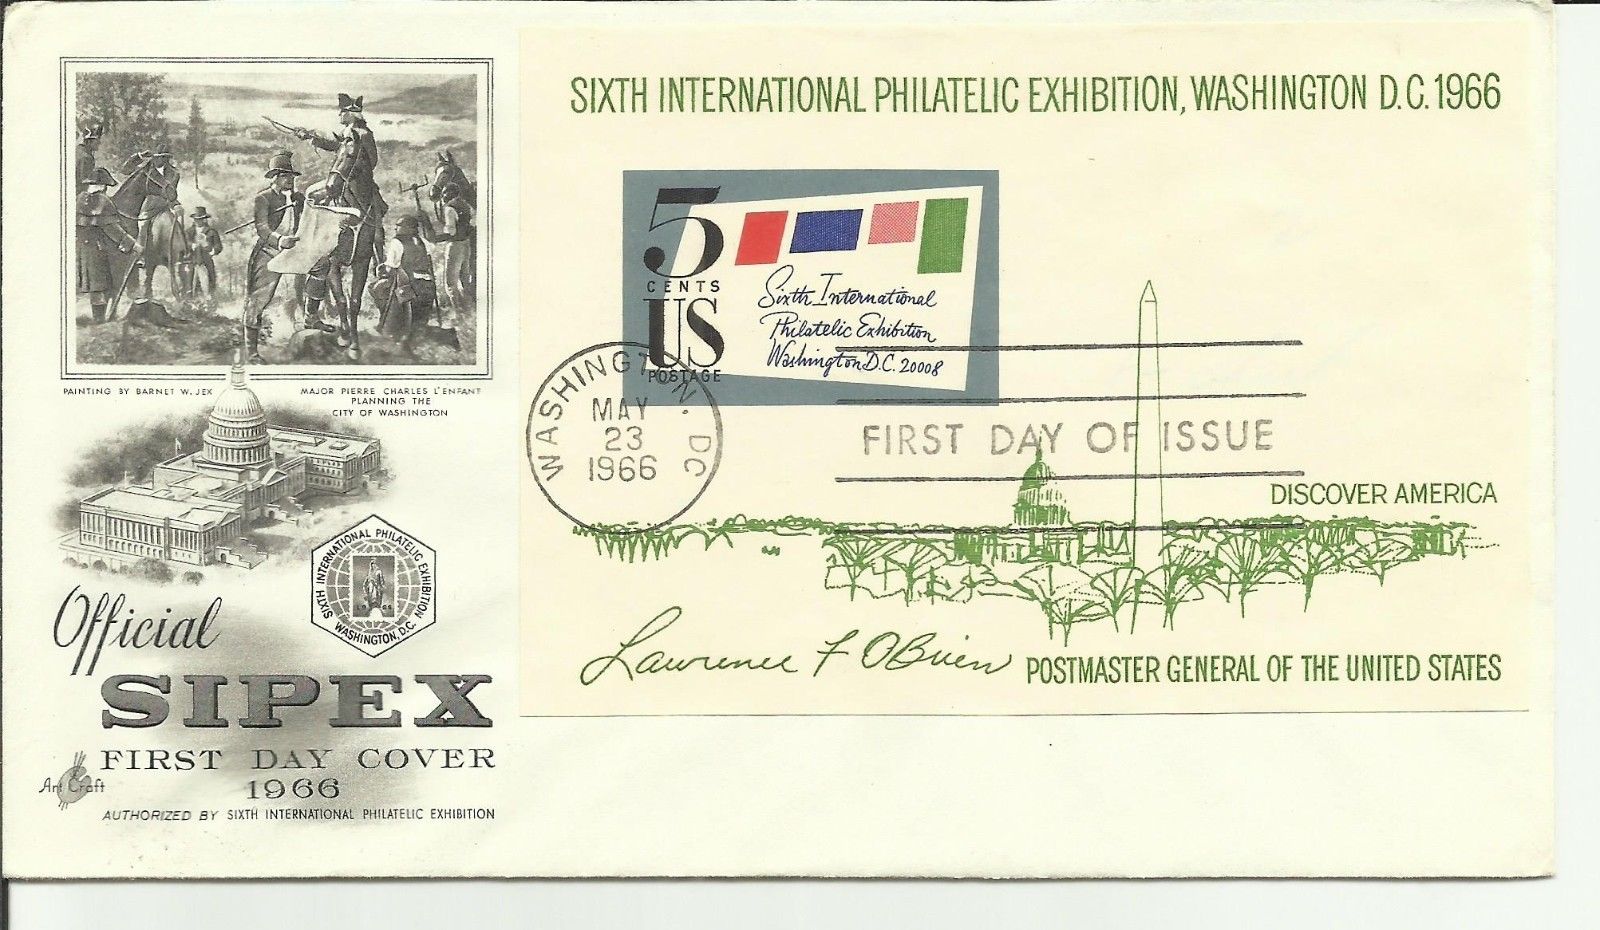 PAINTING BY BARNET W. JEX
MAJOR PIERRE CHARLES L'ENFANT
PLANNING THE
CITY OF WASHINGTON
SIXTH INTERNATIONAL PHILATELIC EXHIBITION
1966
WASHINGTON, D.C.
Official
SIPEX
FIRST DAY COVER
1966
Art Craft
AUTHORIZED BY SIXTH INTERNATIONAL PHILATELIC EXHIBITION
SIXTH INTERNATIONAL PHILATELIC EXHIBITION, WASHINGTON D.C. 1966
5
CENTS
US
POSTAGE
Sixth International
Philatelic Exhibition
Washington D.C. 20008
WASHINGTON, DC
MAY
23
1966
FIRST DAY OF ISSUE
DISCOVER AMERICA
Lawrence F O'Brien POSTMASTER GENERAL OF THE UNITED STATES